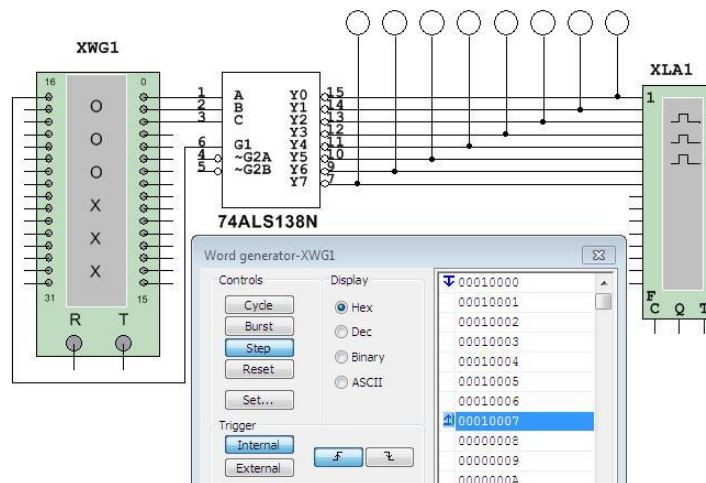 XWG1
XLA1
16 0
O
O
O
X
X
X
31 15
R T
1 A Y0 15
2 B Y1 14
3 C Y2 13
Y3 12
6 G1 Y4 11
4 ~G2A Y5 10
5 ~G2B Y6 9
Y7 7
74ALS138N
1
F
C Q T
Word generator-XWG1
Controls
Cycle
Burst
Step
Reset
Set...
Display
Hex
Dec
Binary
ASCII
Trigger
Internal
External
00010000
00010001
00010002
00010003
00010004
00010005
00010006
00010007
00000008
00000009
0000000A